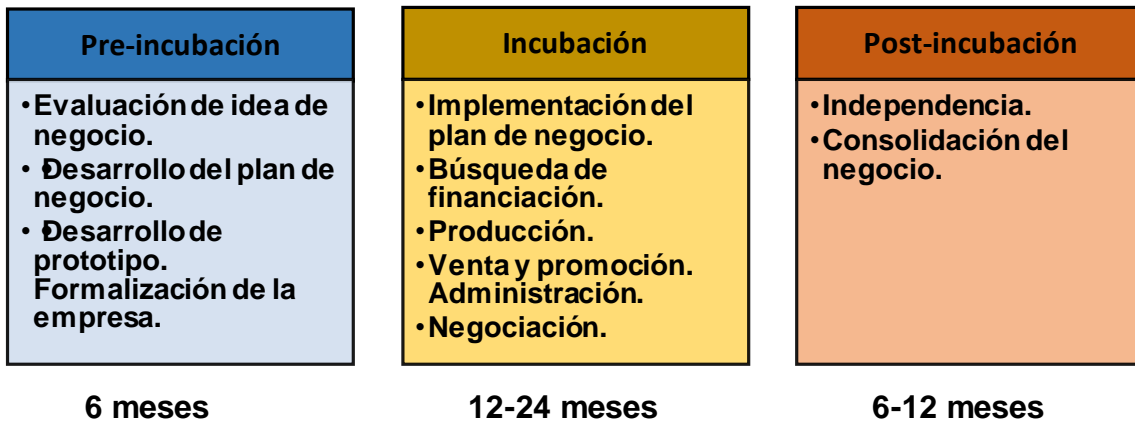 Pre-incubación
•Evaluación de idea de
negocio.
• •Desarrollo del plan de
negocio.
• •Desarrollo de
prototipo.
Formalización de la
empresa.
6 meses
Incubación
•Implementación del
plan de negocio.
•Búsqueda de
financiación.
•Producción.
•Venta y promoción.
Administración.
•Negociación.
12-24 meses
Post-incubación
•Independencia.
•Consolidación del
negocio.
6-12 meses